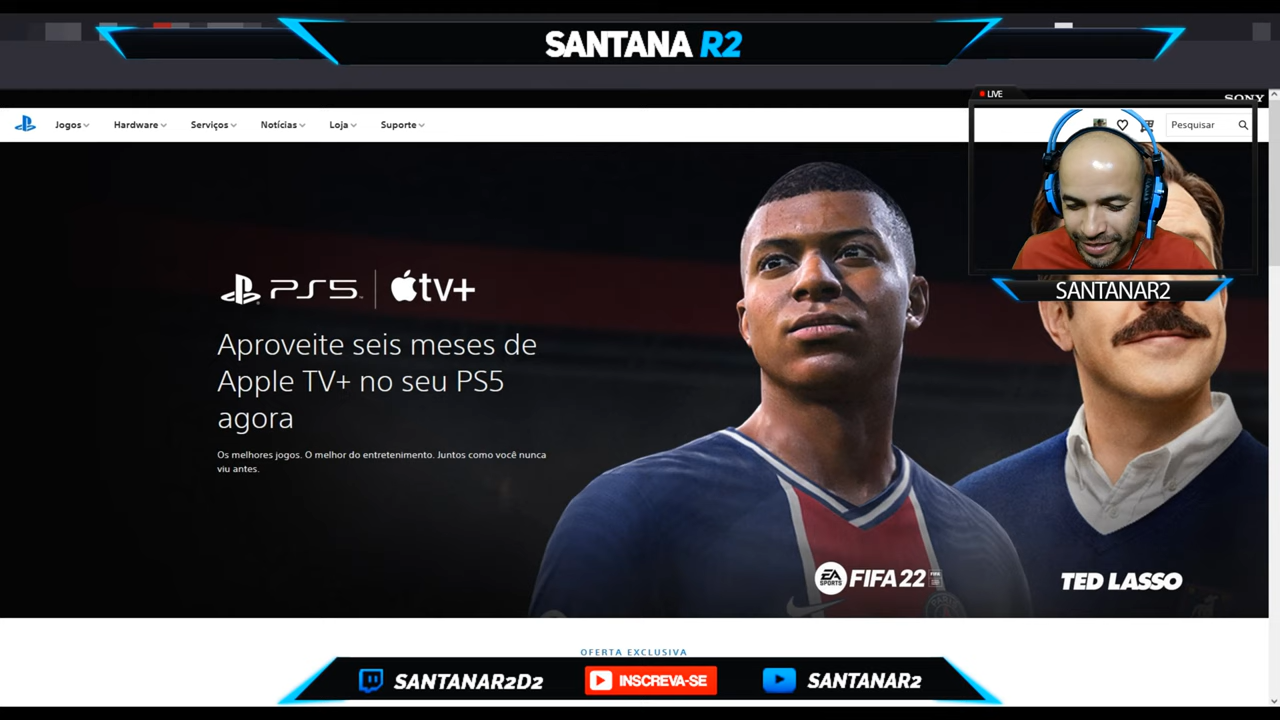 SANTANA R2
LIVE
SONY
Jogos Hardware Serviços Notícias Loja Suporte Pesquisar
SANTANAR2
PS5 tv+
Aproveite seis meses de
Apple TV+ no seu PS5
agora
Os melhores jogos. O melhor do entretenimento. Juntos como você nunca
viu antes.
EA SPORTS FIFA 22
TED LASSO
OFERTA EXCLUSIVA
SANTANAR2D2 INSCREVA-SE SANTANAR2